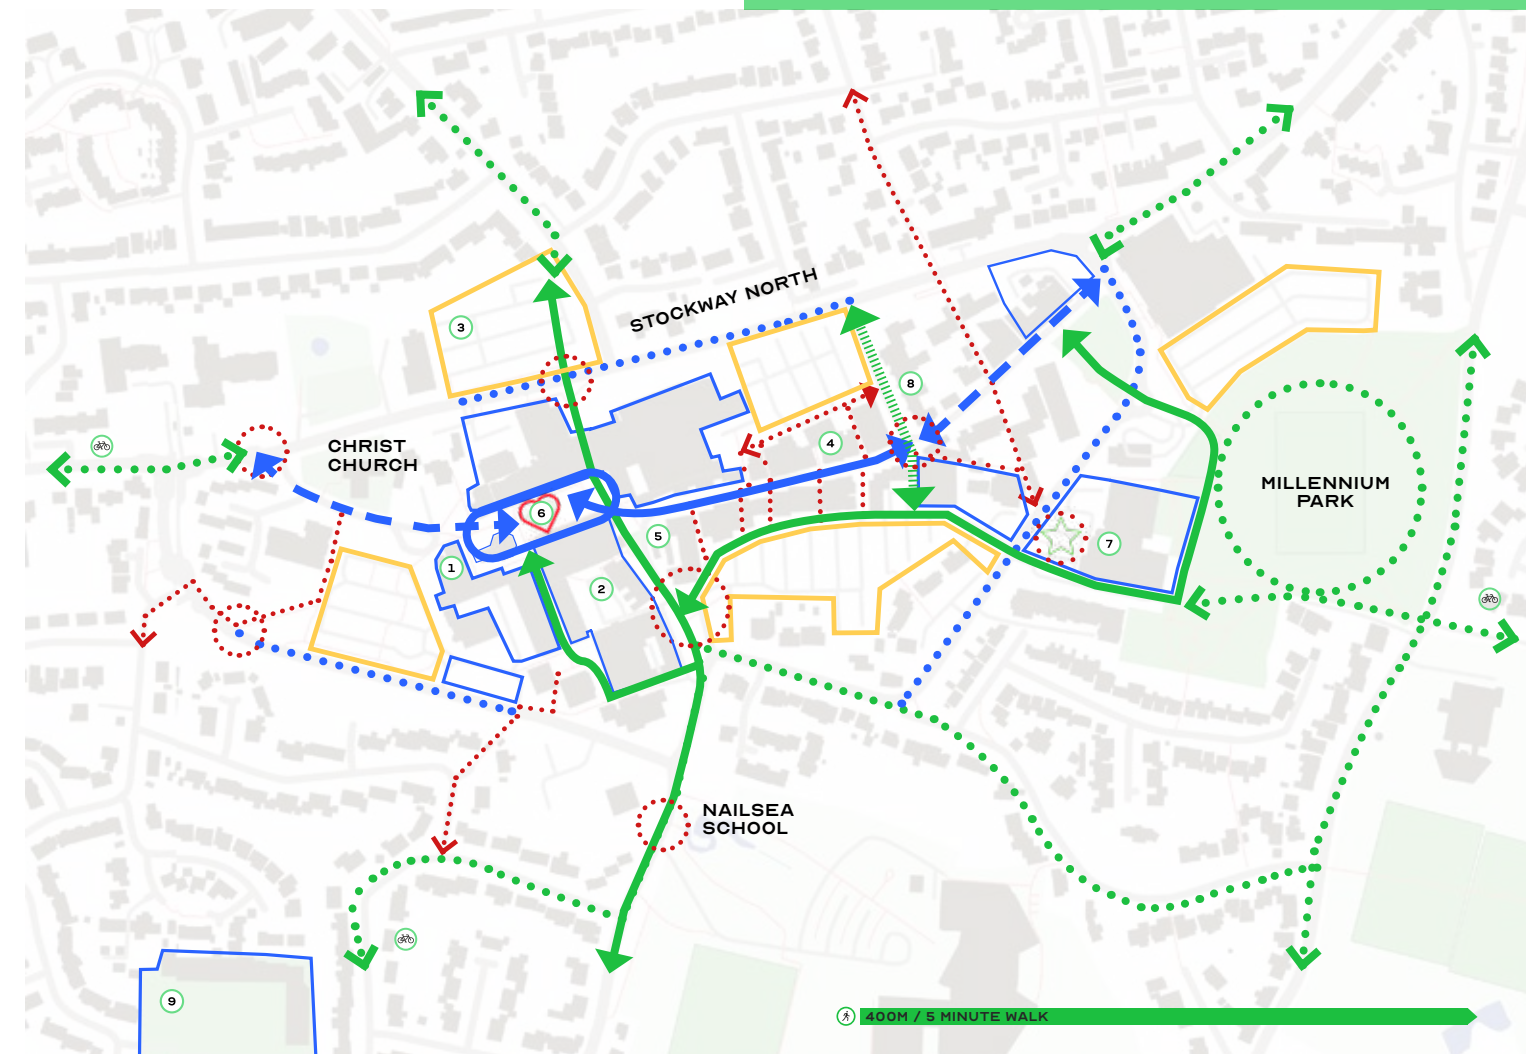 STOCKWAY NORTH
3
8
CHRIST
CHURCH
4
MILLENNIUM
PARK
6
5
7
1
2
NAILSEA
SCHOOL
9
400M / 5 MINUTE WALK